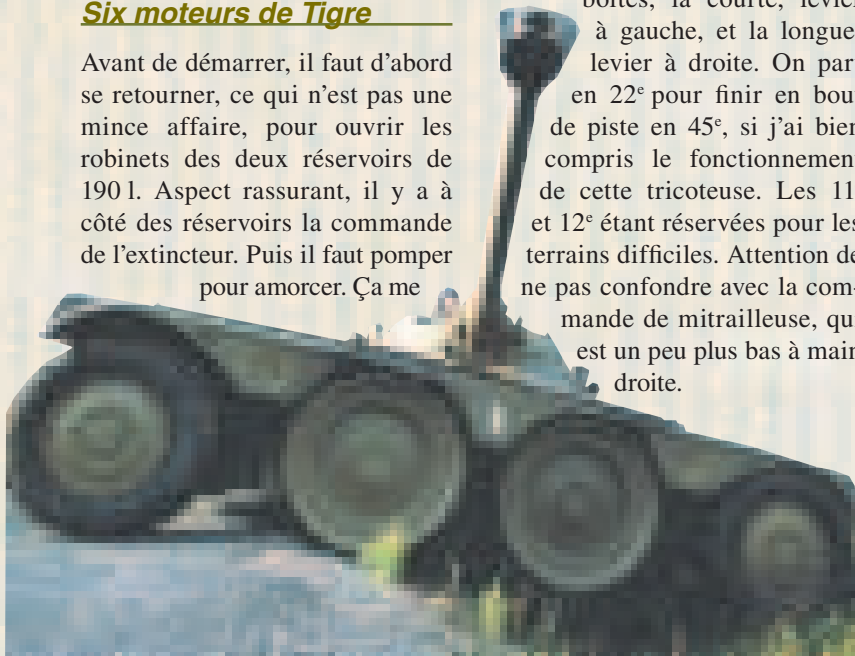 Six moteurs de Tigre
Avant de démarrer, il faut d’abord
se retourner, ce qui n’est pas une
mince affaire, pour ouvrir les
robinets des deux réservoirs de
190 l. Aspect rassurant, il y a à
côté des réservoirs la commande
de l’extincteur. Puis il faut pomper
pour amorcer. Ça me
boîtes, la courte, levier
à gauche, et la longue
levier à droite. On par
en 22e pour finir en bou
de piste en 45e, si j’ai bien
compris le fonctionnemen
de cette tricoteuse. Les 11
et 12e étant réservées pour les
terrains difficiles. Attention de
ne pas confondre avec la com-
mande de mitrailleuse, qu
est un peu plus bas à main
droite.